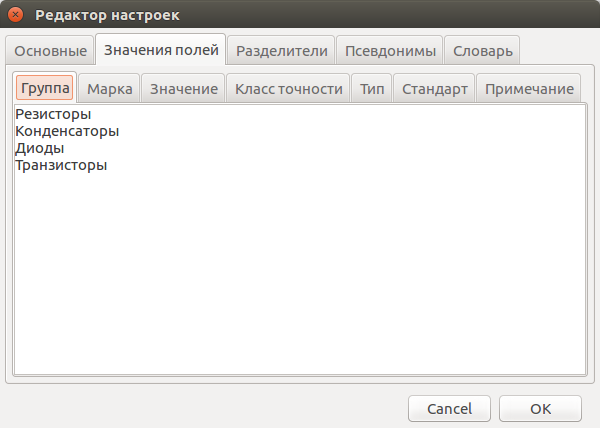 Редактор настроек
Основные Значения полей Разделители Псевдонимы Словарь
Группа Марка Значение Класс точности Тип Стандарт Примечание
Резисторы
Конденсаторы
Диоды
Транзисторы
Cancel OK